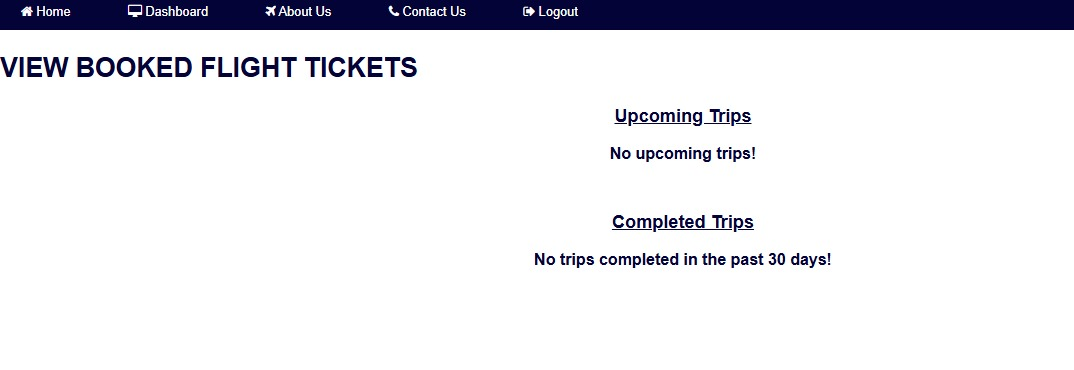 Home Dashboard About Us Contact Us Logout
VIEW BOOKED FLIGHT TICKETS
Upcoming Trips
No upcoming trips!
Completed Trips
No trips completed in the past 30 days!